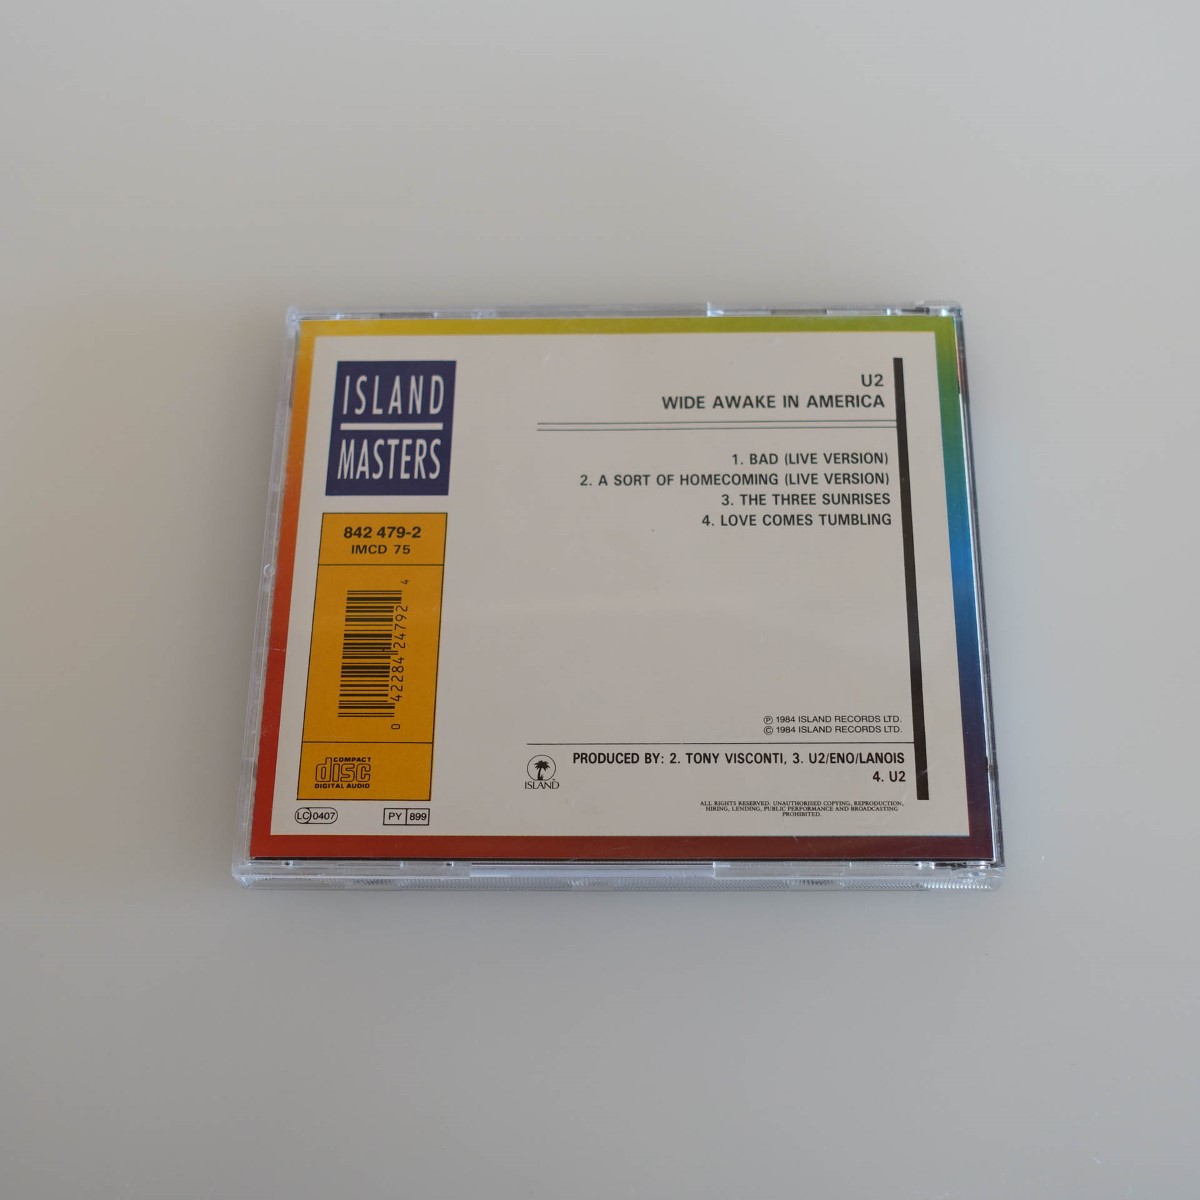 ISLAND
MASTERS
842 479-2
IMCD 75
0 42284 24792 4
COMPACT
disc
DIGITAL AUDIO
LC 0407
PY 899
U2
WIDE AWAKE IN AMERICA
1. BAD (LIVE VERSION)
2. A SORT OF HOMECOMING (LIVE VERSION)
3. THE THREE SUNRISES
4. LOVE COMES TUMBLING
℗ 1984 ISLAND RECORDS LTD.
© 1984 ISLAND RECORDS LTD.
ISLAND
PRODUCED BY: 2. TONY VISCONTI, 3. U2/ENO/LANOIS
4. U2
ALL RIGHTS RESERVED. UNAUTHORISED COPYING, REPRODUCTION,
HIRING, LENDING, PUBLIC PERFORMANCE AND BROADCASTING
PROHIBITED.